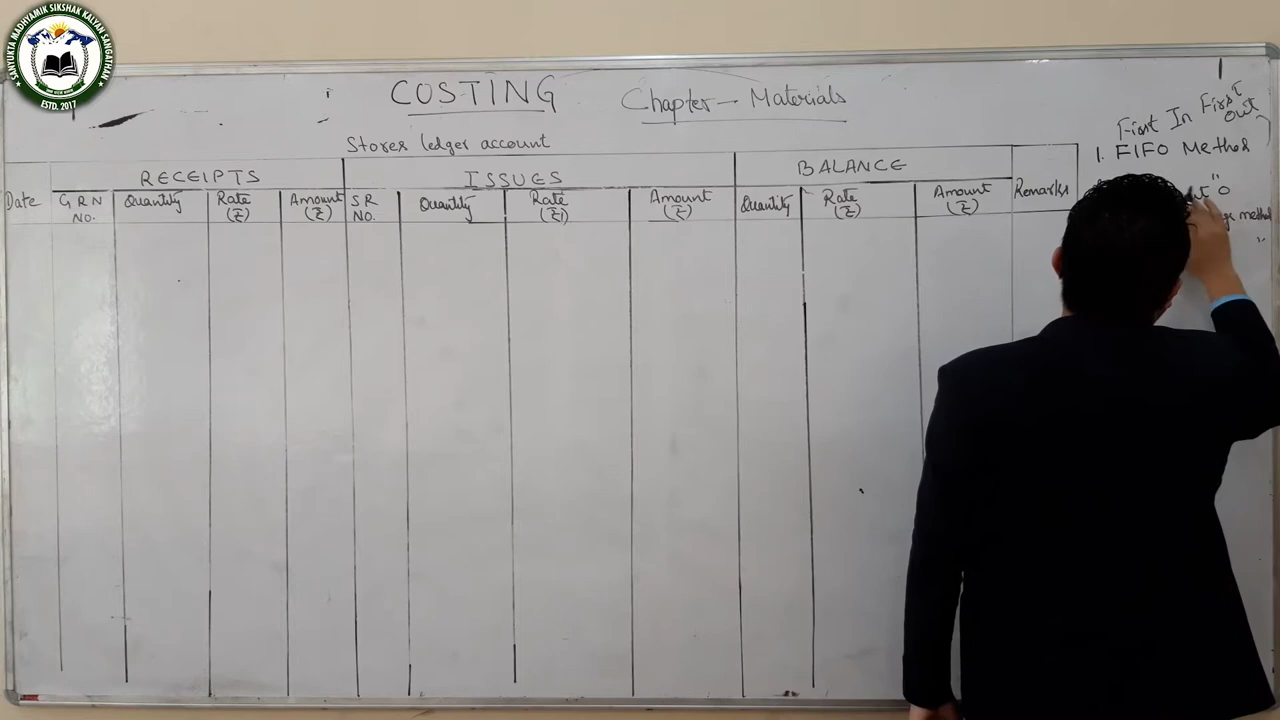 SANYUKTA MADHYAMIK SIKSHAK KALYAN SANGATHAN
ESTD. 2017
COSTING Chapter - Materials
Stores ledger account
First In First Out
1. FIFO Method
RECEIPTS ISSUES BALANCE
Date GRN NO. Quantity Rate (₹) Amount (₹) SR NO. Quantity Rate (₹) Amount (₹) Quantity Rate (₹) Amount (₹) Remarks
method